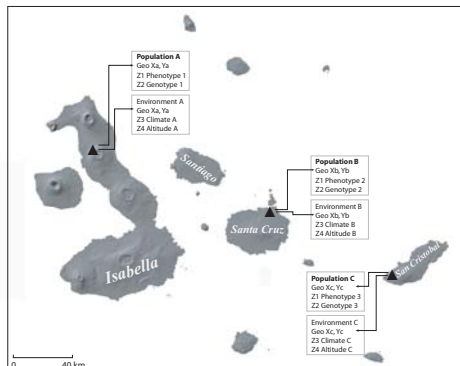 Population A
Geo Xa, Ya
Z1 Phenotype 1
Z2 Genotype 1
Environment A
Geo Xa, Ya
Z3 Climate A
Z4 Altitude A
Santiago
Population B
Geo Xb, Yb
Z1 Phenotype 2
Z2 Genotype 2
Environment B
Geo Xb, Yb
Z3 Climate B
Z4 Altitude B
Santa Cruz
Isabella
San Cristobal
Population C
Geo Xc, Yc
Z1 Phenotype 3
Z2 Genotype 3
Environment C
Geo Xc, Yc
Z3 Climate C
Z4 Altitude C
0 40 km